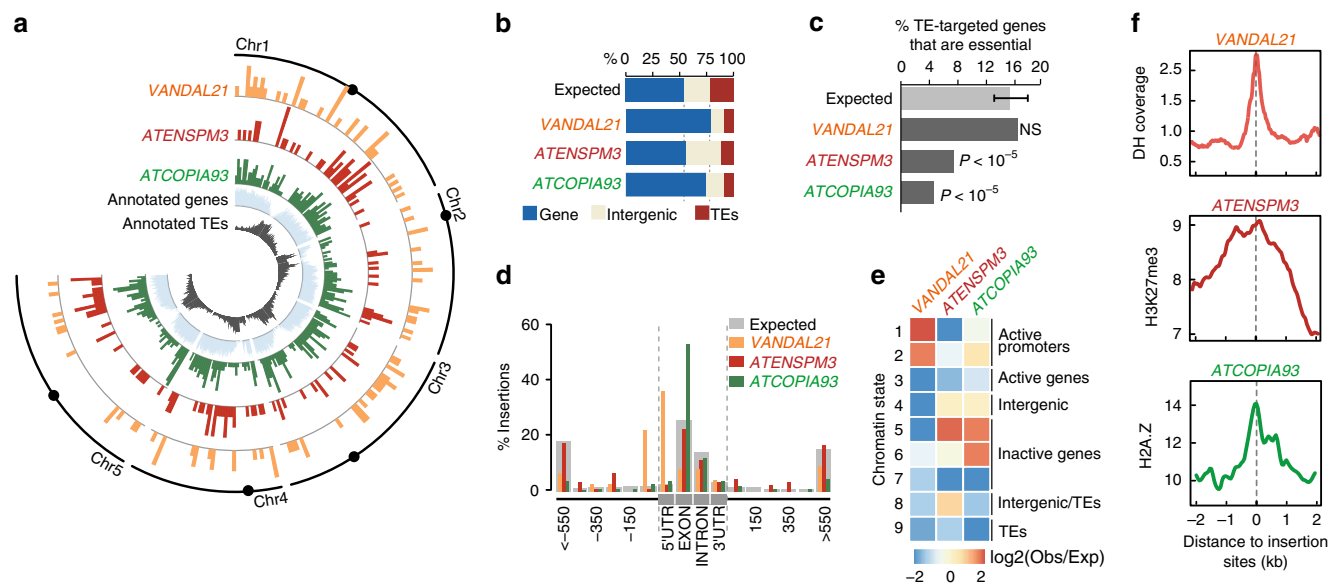 a
Chr1
VANDAL21
ATENSPM3
ATCOPIA93
Annotated genes
Annotated TEs
Chr2
Chr3
Chr4
Chr5
b
% 0 25 50 75 100
Expected
VANDAL21
ATENSPM3
ATCOPIA93
Gene Intergenic TEs
c
% TE-targeted genes
that are essential
0 4 8 12 16 20
Expected
VANDAL21 NS
ATENSPM3 P < 10⁻⁵
ATCOPIA93 P < 10⁻⁵
d
% Insertions
60
40
20
0
Expected
VANDAL21
ATENSPM3
ATCOPIA93
<−550
−350
−150
5'UTR
EXON
INTRON
3'UTR
150
350
>550
e
VANDAL21
ATENSPM3
ATCOPIA93
Chromatin state
1
2
3
4
5
6
7
8
9
Active
promoters
Active genes
Intergenic
Inactive genes
Intergenic/TEs
TEs
log2(Obs/Exp)
−2 0 2
f
VANDAL21
DH coverage
2.5
1.0
1.0
0.5
ATENSPM3
H3K27me3
9
8
7
ATCOPIA93
H2A.Z
14
12
10
−2 −1 0 1 2
Distance to insertion
sites (kb)